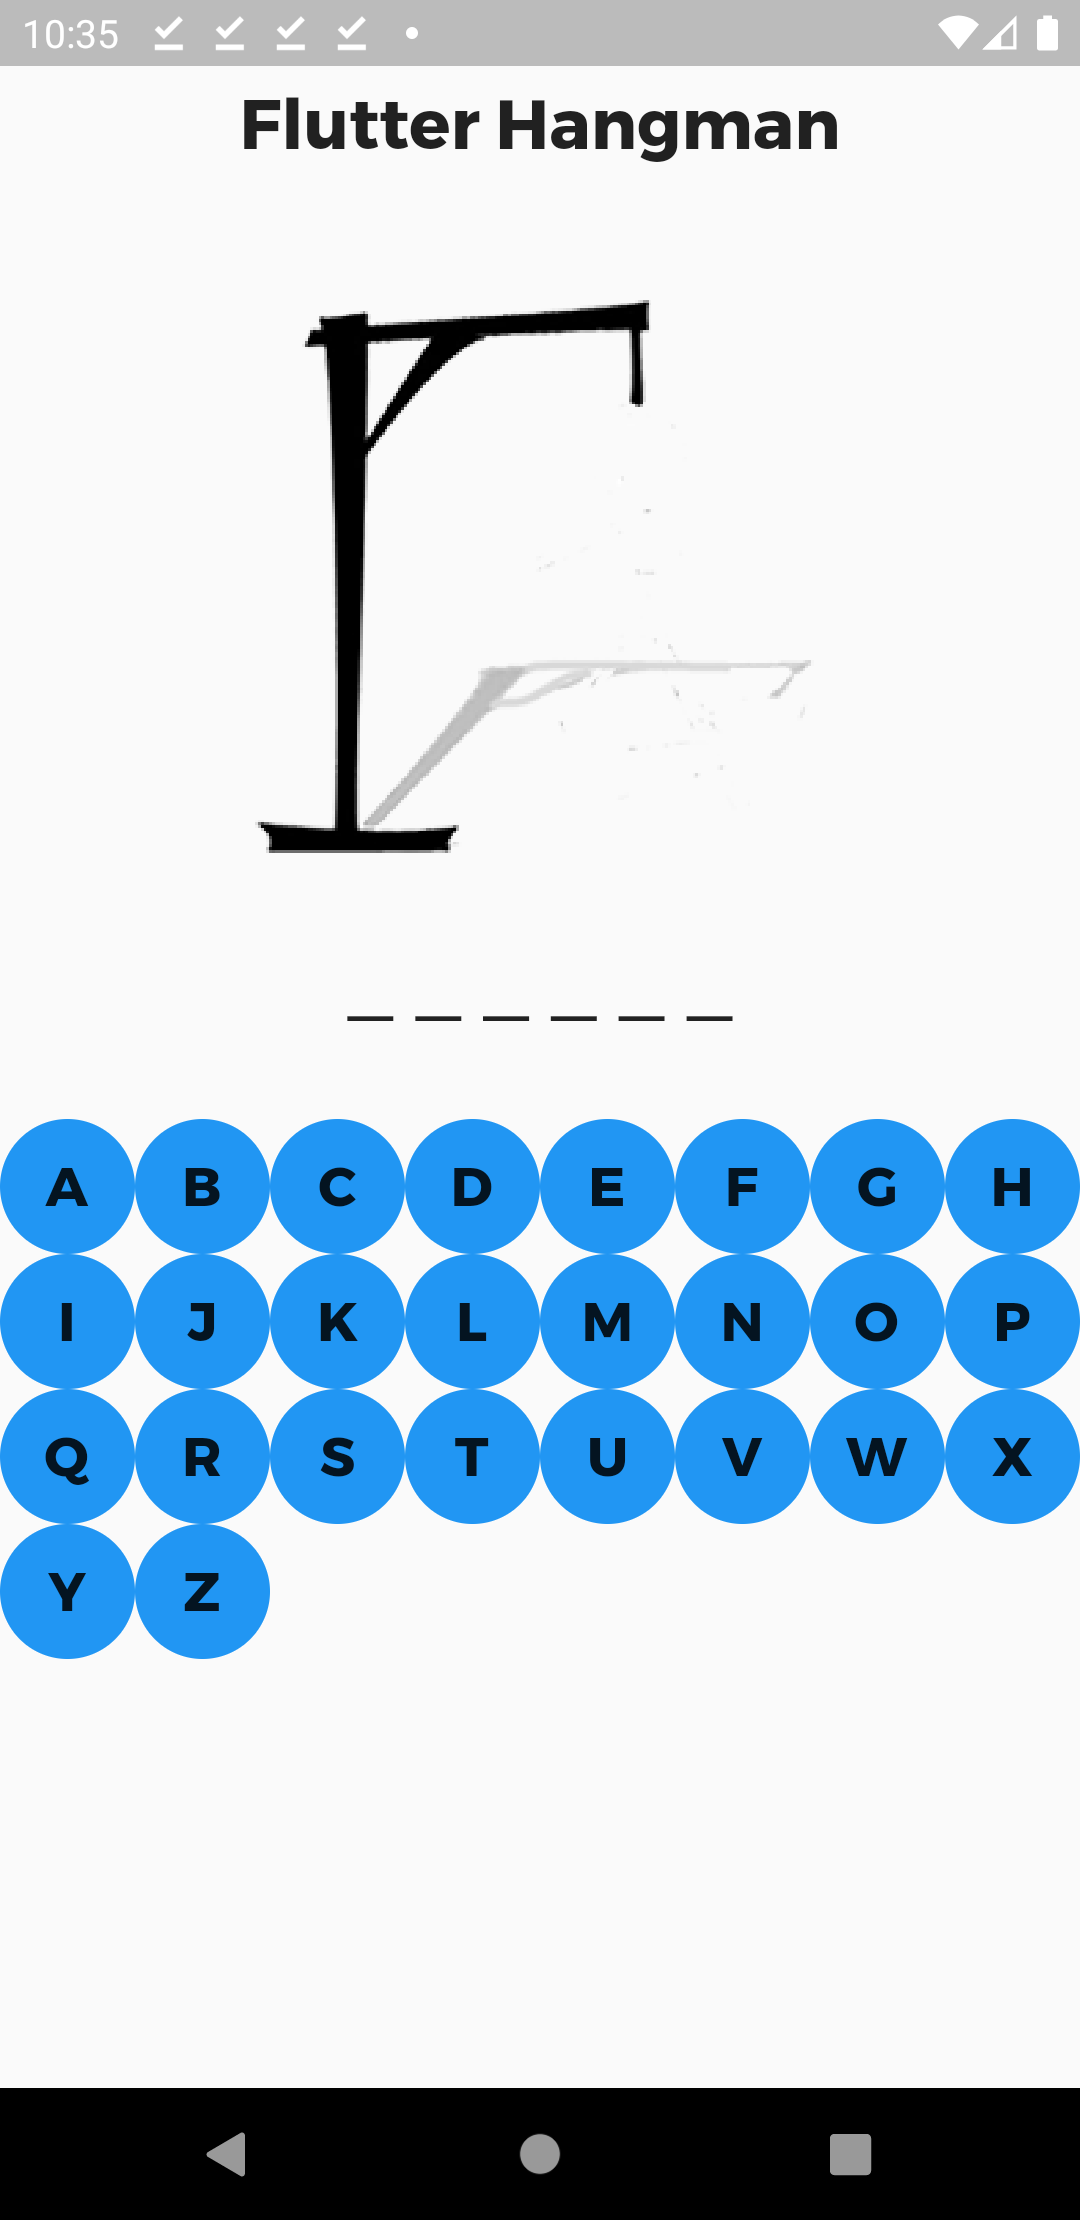 10:35
Flutter Hangman
_ _ _ _ _ _
A B C D E F G H
I J K L M N O P
Q R S T U V W X
Y Z